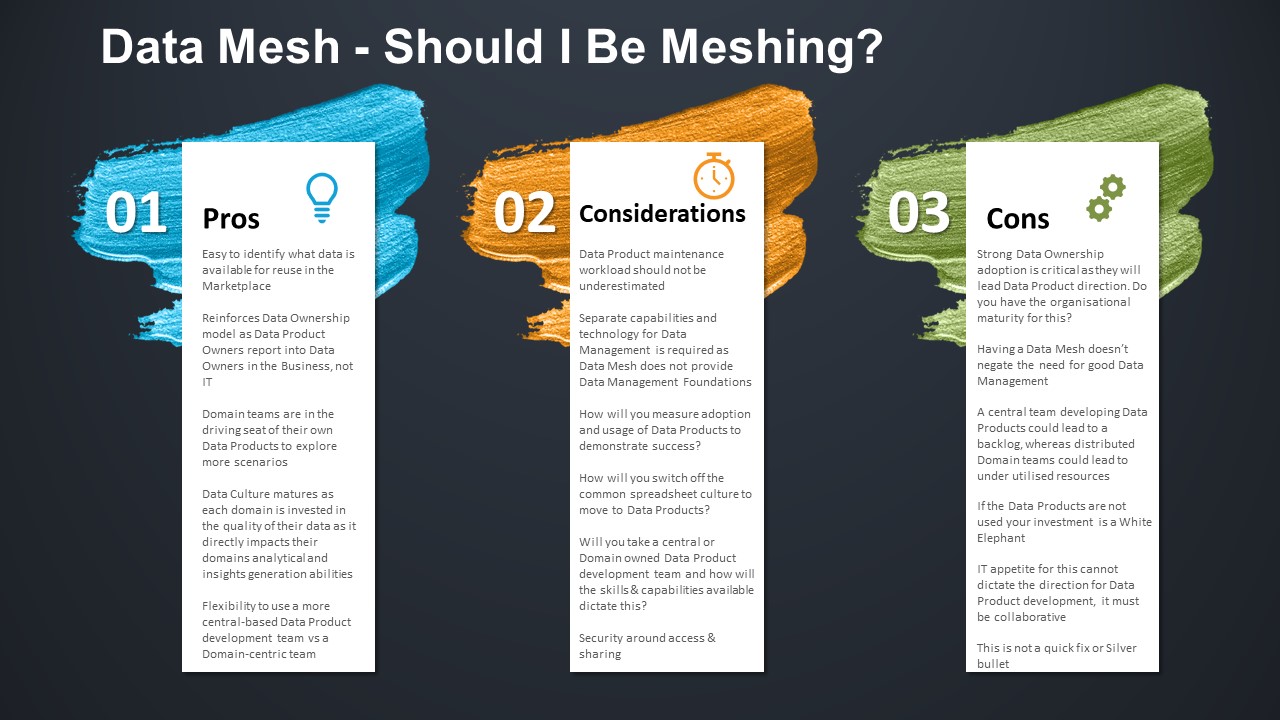 Data Mesh - Should I Be Meshing?
01
Pros
Easy to identify what data is
available for reuse in the
Marketplace
Reinforces Data Ownership
model as Data Product
Owners report into Data
Owners in the Business, not
IT
Domain teams are in the
driving seat of their own
Data Products to explore
more scenarios
Data Culture matures as
each domain is invested in
the quality of their data as it
directly impacts their
domains analytical and
insights generation abilities
Flexibility to use a more
central-based Data Product
development team vs a
Domain-centric team
02
Considerations
Data Product maintenance
workload should not be
underestimated
Separate capabilities and
technology for Data
Management is required as
Data Mesh does not provide
Data Management Foundations
How will you measure adoption
and usage of Data Products to
demonstrate success?
How will you switch off the
common spreadsheet culture to
move to Data Products?
Will you take a central or
Domain owned Data Product
development team and how will
the skills & capabilities available
dictate this?
Security around access &
sharing
03
Cons
Strong Data Ownership
adoption is critical as they will
lead Data Product direction. Do
you have the organisational
maturity for this?
Having a Data Mesh doesn’t
negate the need for good Data
Management
A central team developing Data
Products could lead to a
backlog, whereas distributed
Domain teams could lead to
under utilised resources
If the Data Products are not
used your investment is a White
Elephant
IT appetite for this cannot
dictate the direction for Data
Product development, it must
be collaborative
This is not a quick fix or Silver
bullet